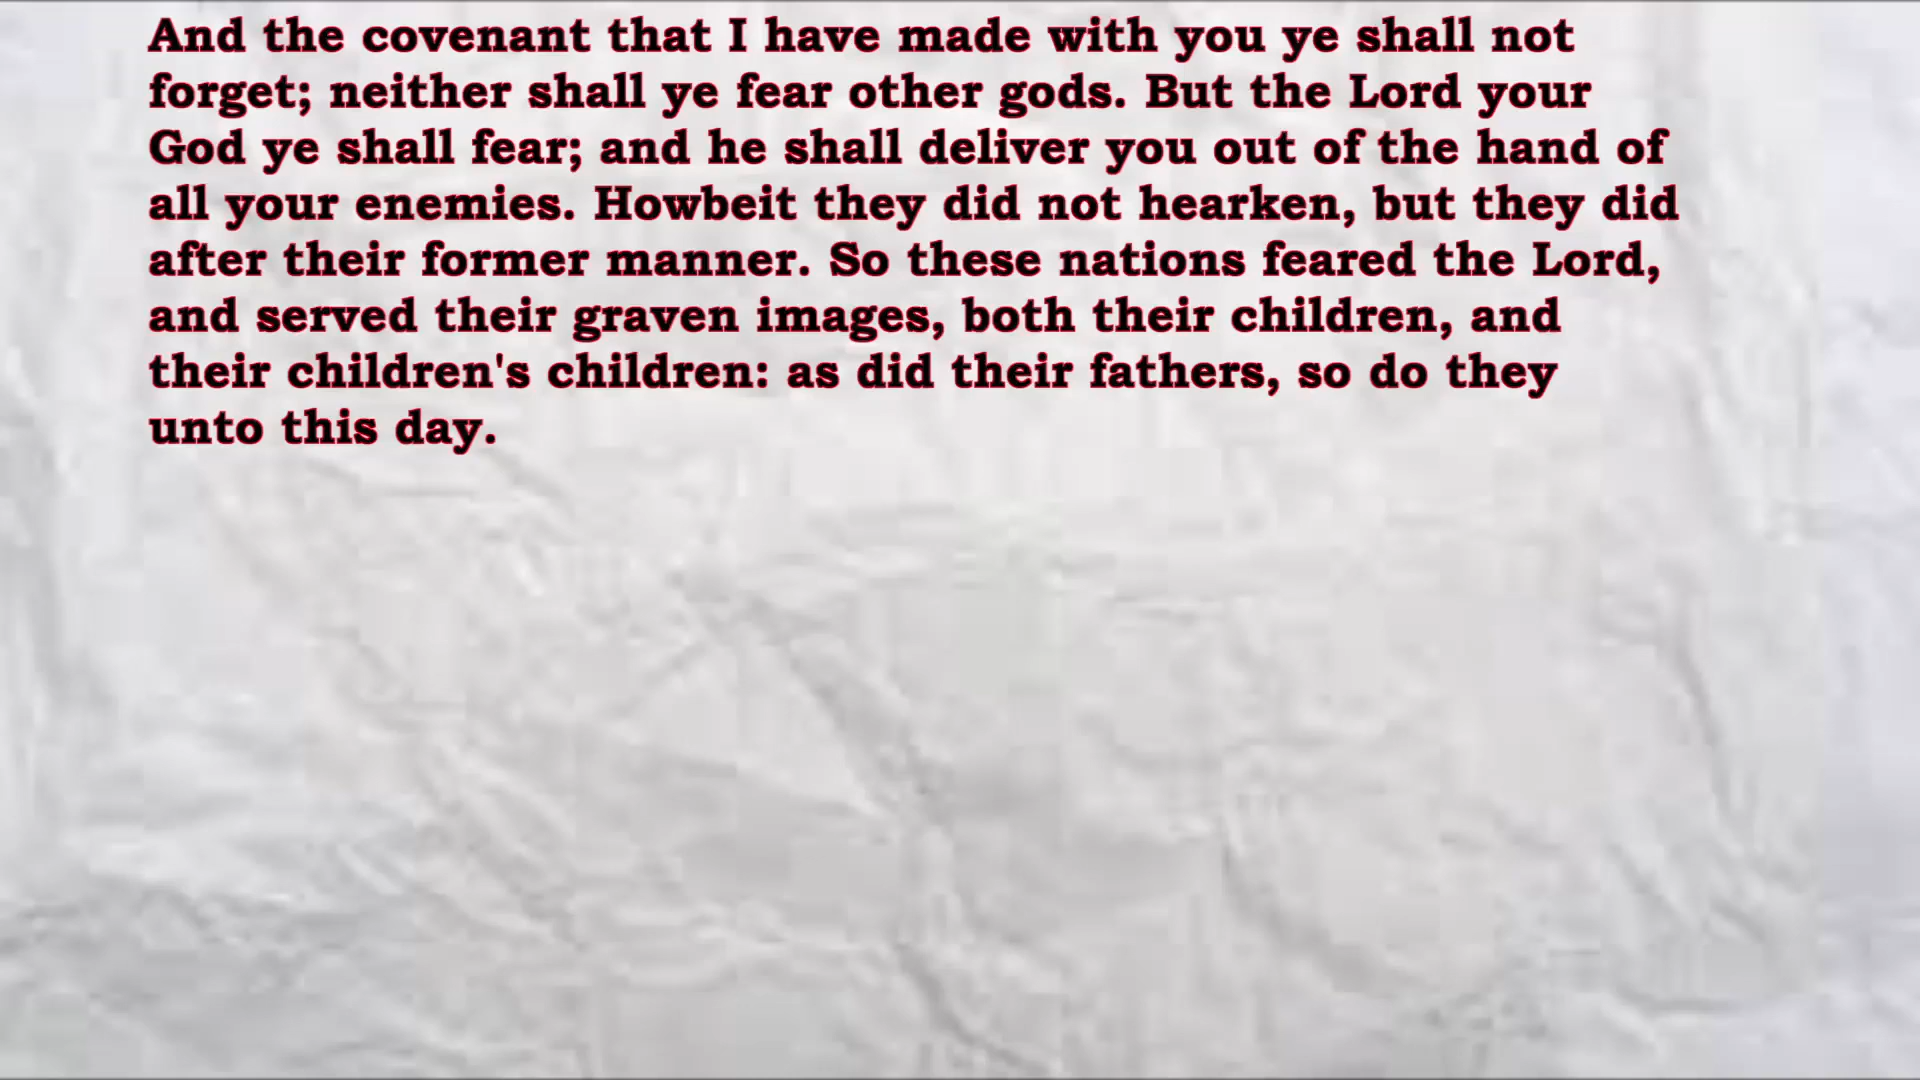 And the covenant that I have made with you ye shall not
forget; neither shall ye fear other gods. But the Lord your
God ye shall fear; and he shall deliver you out of the hand of
all your enemies. Howbeit they did not hearken, but they did
after their former manner. So these nations feared the Lord,
and served their graven images, both their children, and
their children's children: as did their fathers, so do they
unto this day.